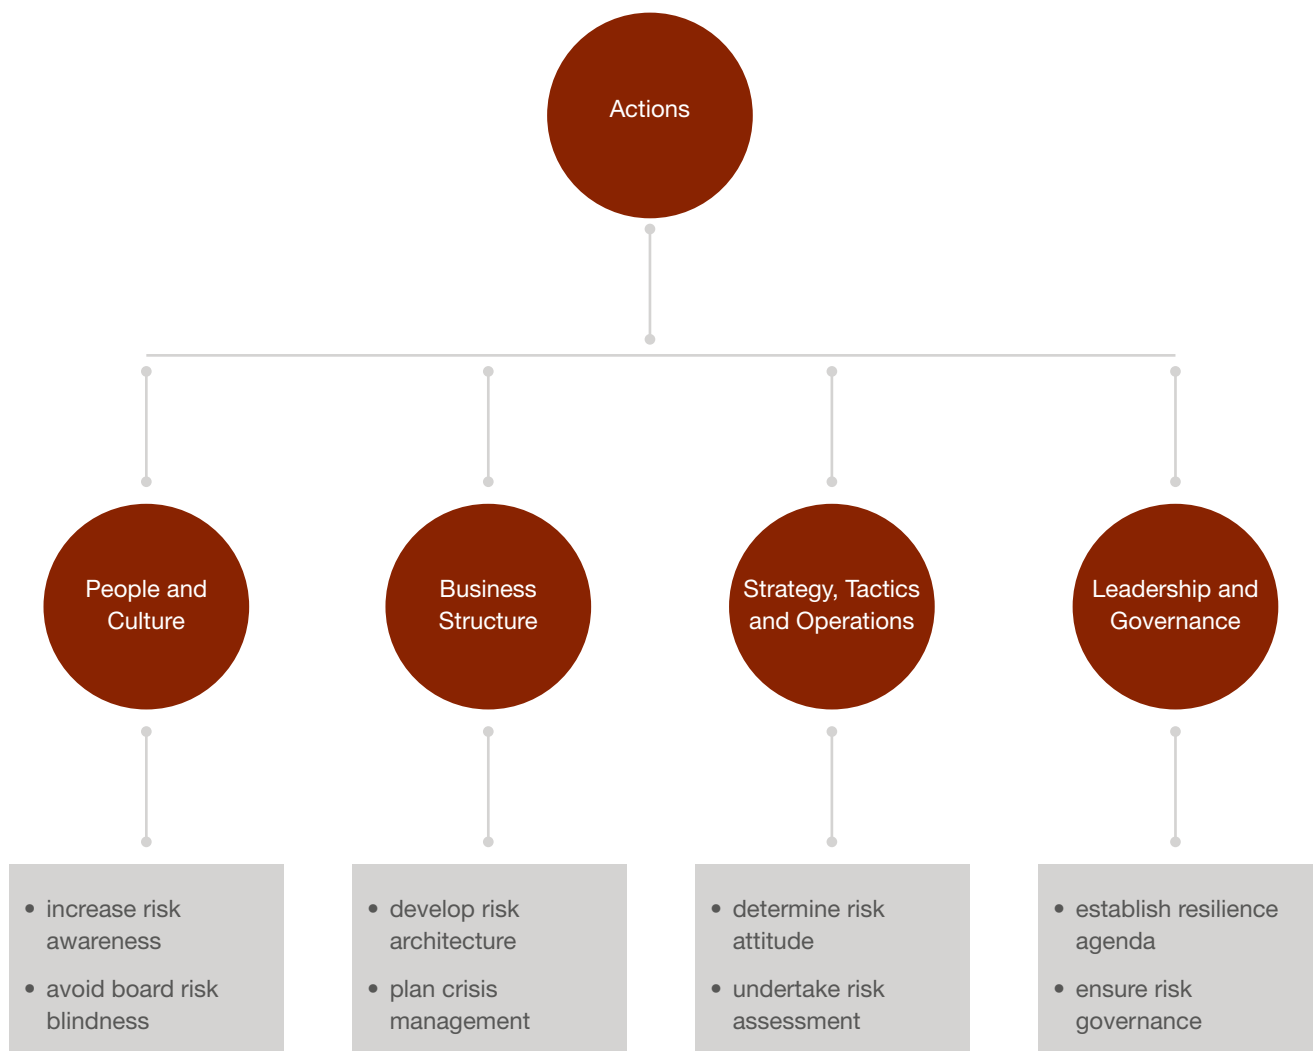 Actions
People and
Culture
Business
Structure
Strategy, Tactics
and Operations
Leadership and
Governance
• increase risk
awareness
• avoid board risk
blindness
• develop risk
architecture
• plan crisis
management
• determine risk
attitude
• undertake risk
assessment
• establish resilience
agenda
• ensure risk
governance